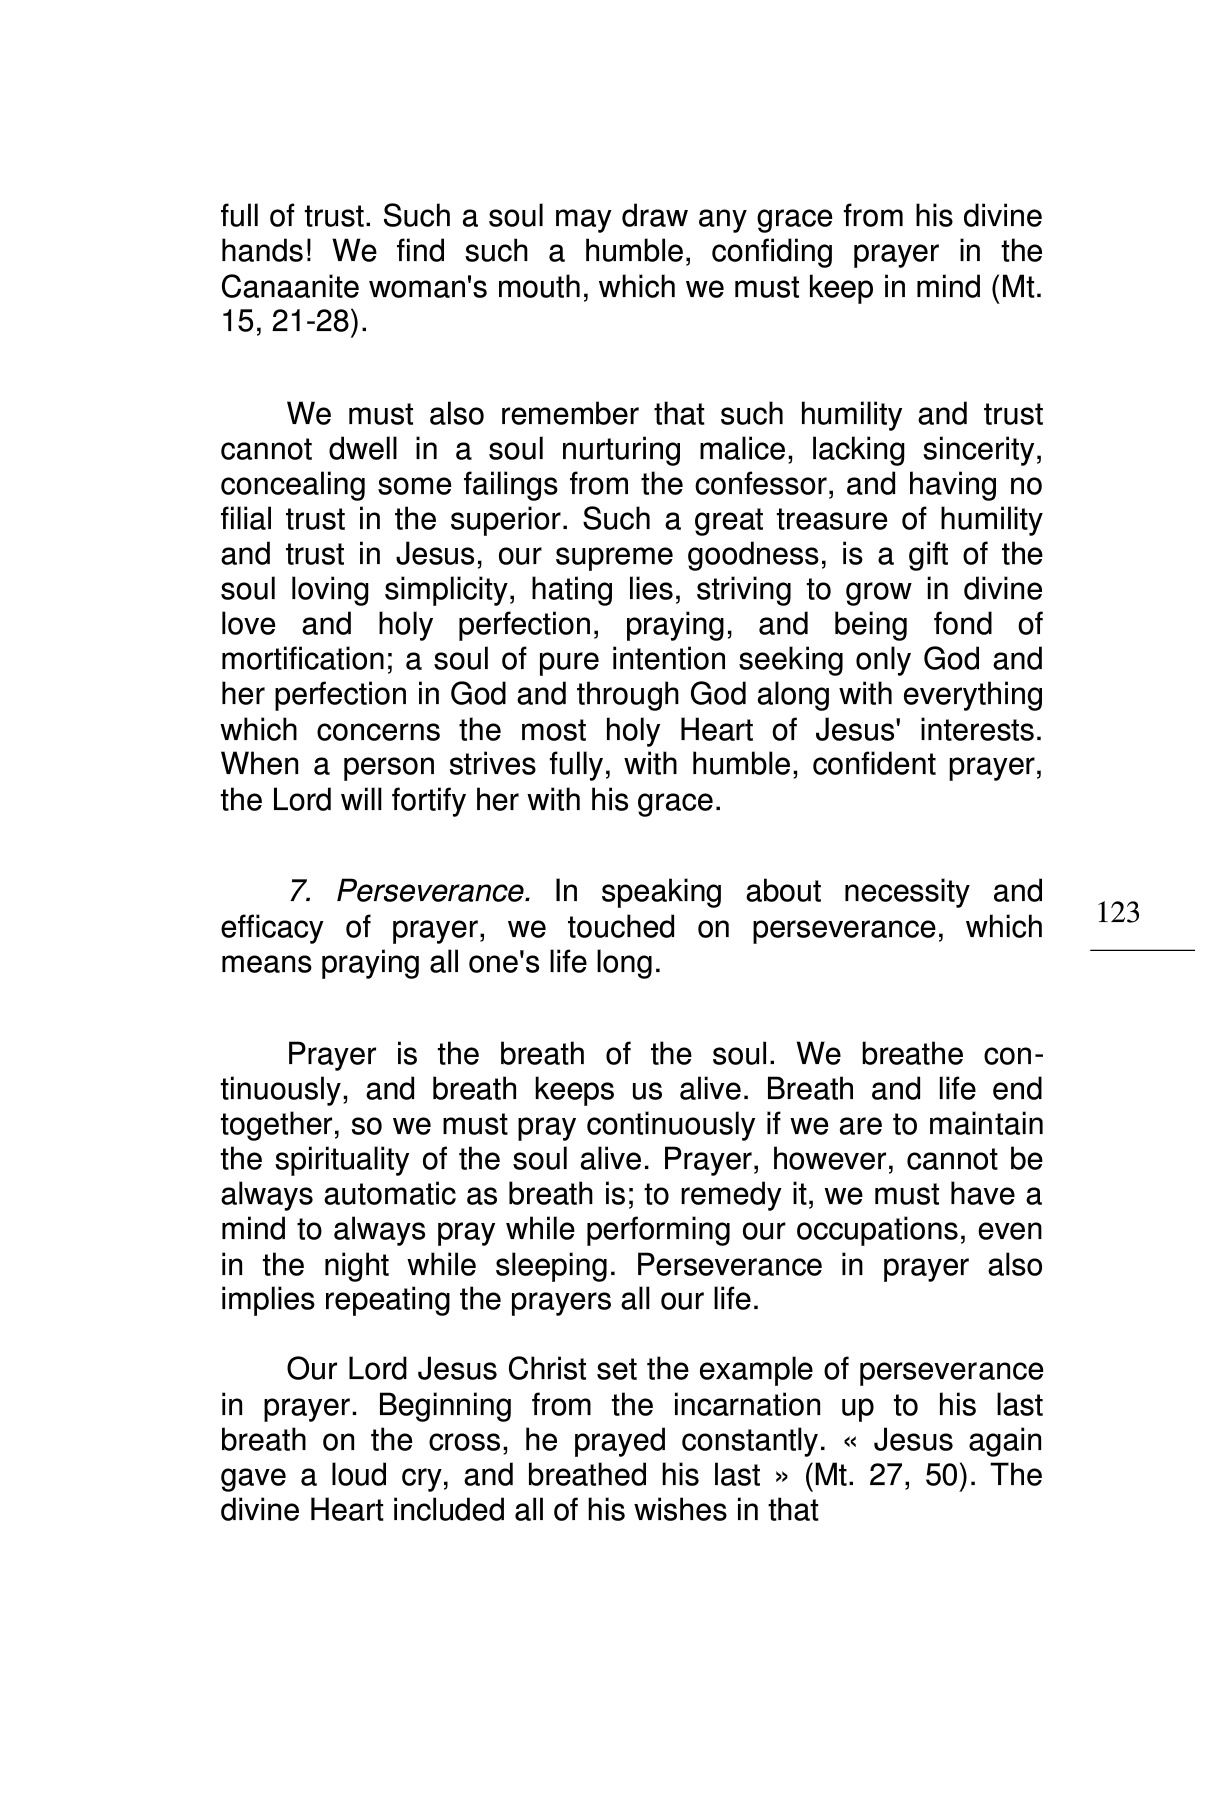 full of trust. Such a soul may draw any grace from his divine
hands! We find such a humble, confiding prayer in the
Canaanite woman's mouth, which we must keep in mind (Mt.
15, 21-28).
We must also remember that such humility and trust
cannot dwell in a soul nurturing malice, lacking sincerity,
concealing some failings from the confessor, and having no
filial trust in the superior. Such a great treasure of humility
and trust in Jesus, our supreme goodness, is a gift of the
soul loving simplicity, hating lies, striving to grow in divine
love and holy perfection, praying, and being fond of
mortification; a soul of pure intention seeking only God and
her perfection in God and through God along with everything
which concerns the most holy Heart of Jesus' interests.
When a person strives fully, with humble, confident prayer,
the Lord will fortify her with his grace.
7. Perseverance. In speaking about necessity and
efficacy of prayer, we touched on perseverance, which
means praying all one's life long.
123
Prayer is the breath of the soul. We breathe con-
tinuously, and breath keeps us alive. Breath and life end
together, so we must pray continuously if we are to maintain
the spirituality of the soul alive. Prayer, however, cannot be
always automatic as breath is; to remedy it, we must have a
mind to always pray while performing our occupations, even
in the night while sleeping. Perseverance in prayer also
implies repeating the prayers all our life.
Our Lord Jesus Christ set the example of perseverance
in prayer. Beginning from the incarnation up to his last
breath on the cross, he prayed constantly. « Jesus again
gave a loud cry, and breathed his last » (Mt. 27, 50). The
divine Heart included all of his wishes in that